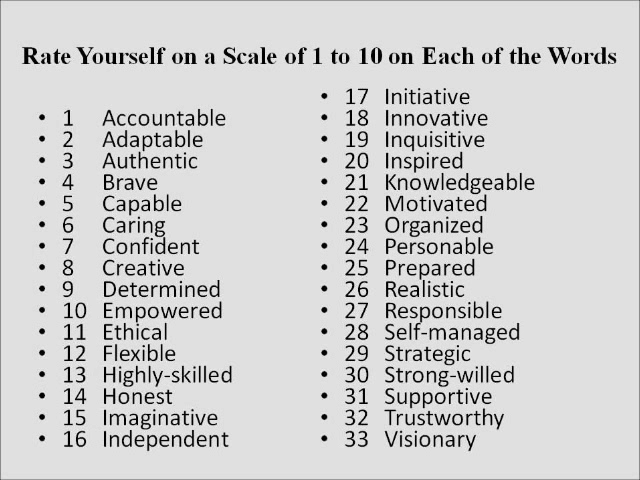 Rate Yourself on a Scale of 1 to 10 on Each of the Words
• 1 Accountable
• 2 Adaptable
• 3 Authentic
• 4 Brave
• 5 Capable
• 6 Caring
• 7 Confident
• 8 Creative
• 9 Determined
• 10 Empowered
• 11 Ethical
• 12 Flexible
• 13 Highly-skilled
• 14 Honest
• 15 Imaginative
• 16 Independent
• 17 Initiative
• 18 Innovative
• 19 Inquisitive
• 20 Inspired
• 21 Knowledgeable
• 22 Motivated
• 23 Organized
• 24 Personable
• 25 Prepared
• 26 Realistic
• 27 Responsible
• 28 Self-managed
• 29 Strategic
• 30 Strong-willed
• 31 Supportive
• 32 Trustworthy
• 33 Visionary